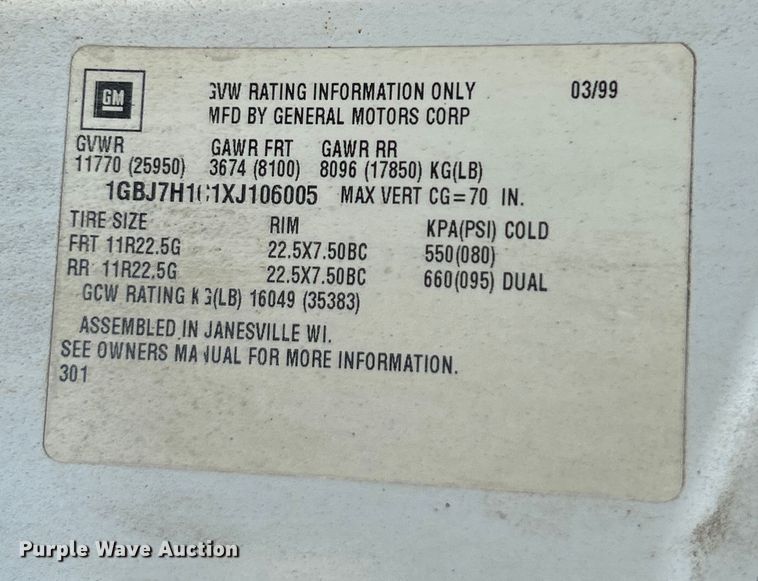 GM
GVW RATING INFORMATION ONLY 03/99
MFD BY GENERAL MOTORS CORP
GVWR GAWR FRT GAWR RR
11770 (25950) 3674 (8100) 8096 (17850) KG(LB)
1GBJ7H1C1XJ106005 MAX VERT CG=70 IN.
TIRE SIZE RIM KPA(PSI) COLD
FRT 11R22.5G 22.5X7.50BC 550(080)
RR 11R22.5G 22.5X7.50BC 660(095) DUAL
GCW RATING KG(LB) 16049 (35383)
ASSEMBLED IN JANESVILLE WI.
SEE OWNERS MANUAL FOR MORE INFORMATION.
301
Purple Wave Auction